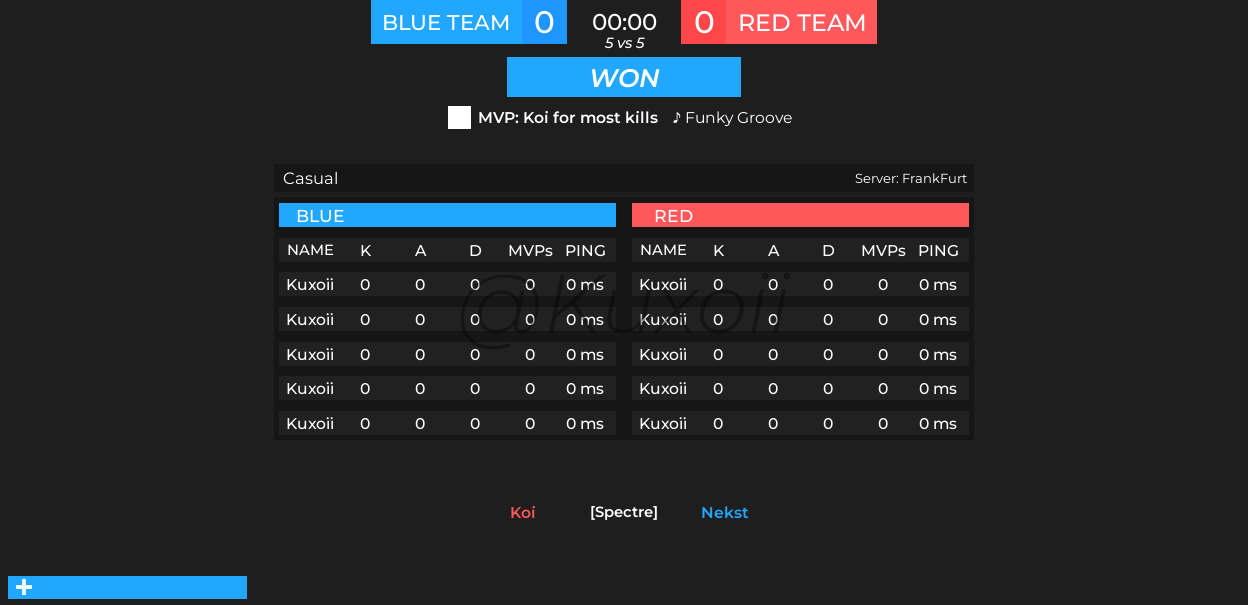 BLUE TEAM 0 00:00 0 RED TEAM
5 vs 5
WON
MVP: Koi for most kills ♪ Funky Groove
Casual Server: FrankFurt
BLUE RED
NAME K A D MVPs PING NAME K A D MVPs PING
Kuxoii 0 0 0 0 0 ms Kuxoii 0 0 0 0 0 ms
@Kuxoii
Kuxoii 0 0 0 0 0 ms Kuxoii 0 0 0 0 0 ms
Kuxoii 0 0 0 0 0 ms Kuxoii 0 0 0 0 0 ms
Kuxoii 0 0 0 0 0 ms Kuxoii 0 0 0 0 0 ms
Kuxoii 0 0 0 0 0 ms Kuxoii 0 0 0 0 0 ms
Koi [Spectre] Nekst